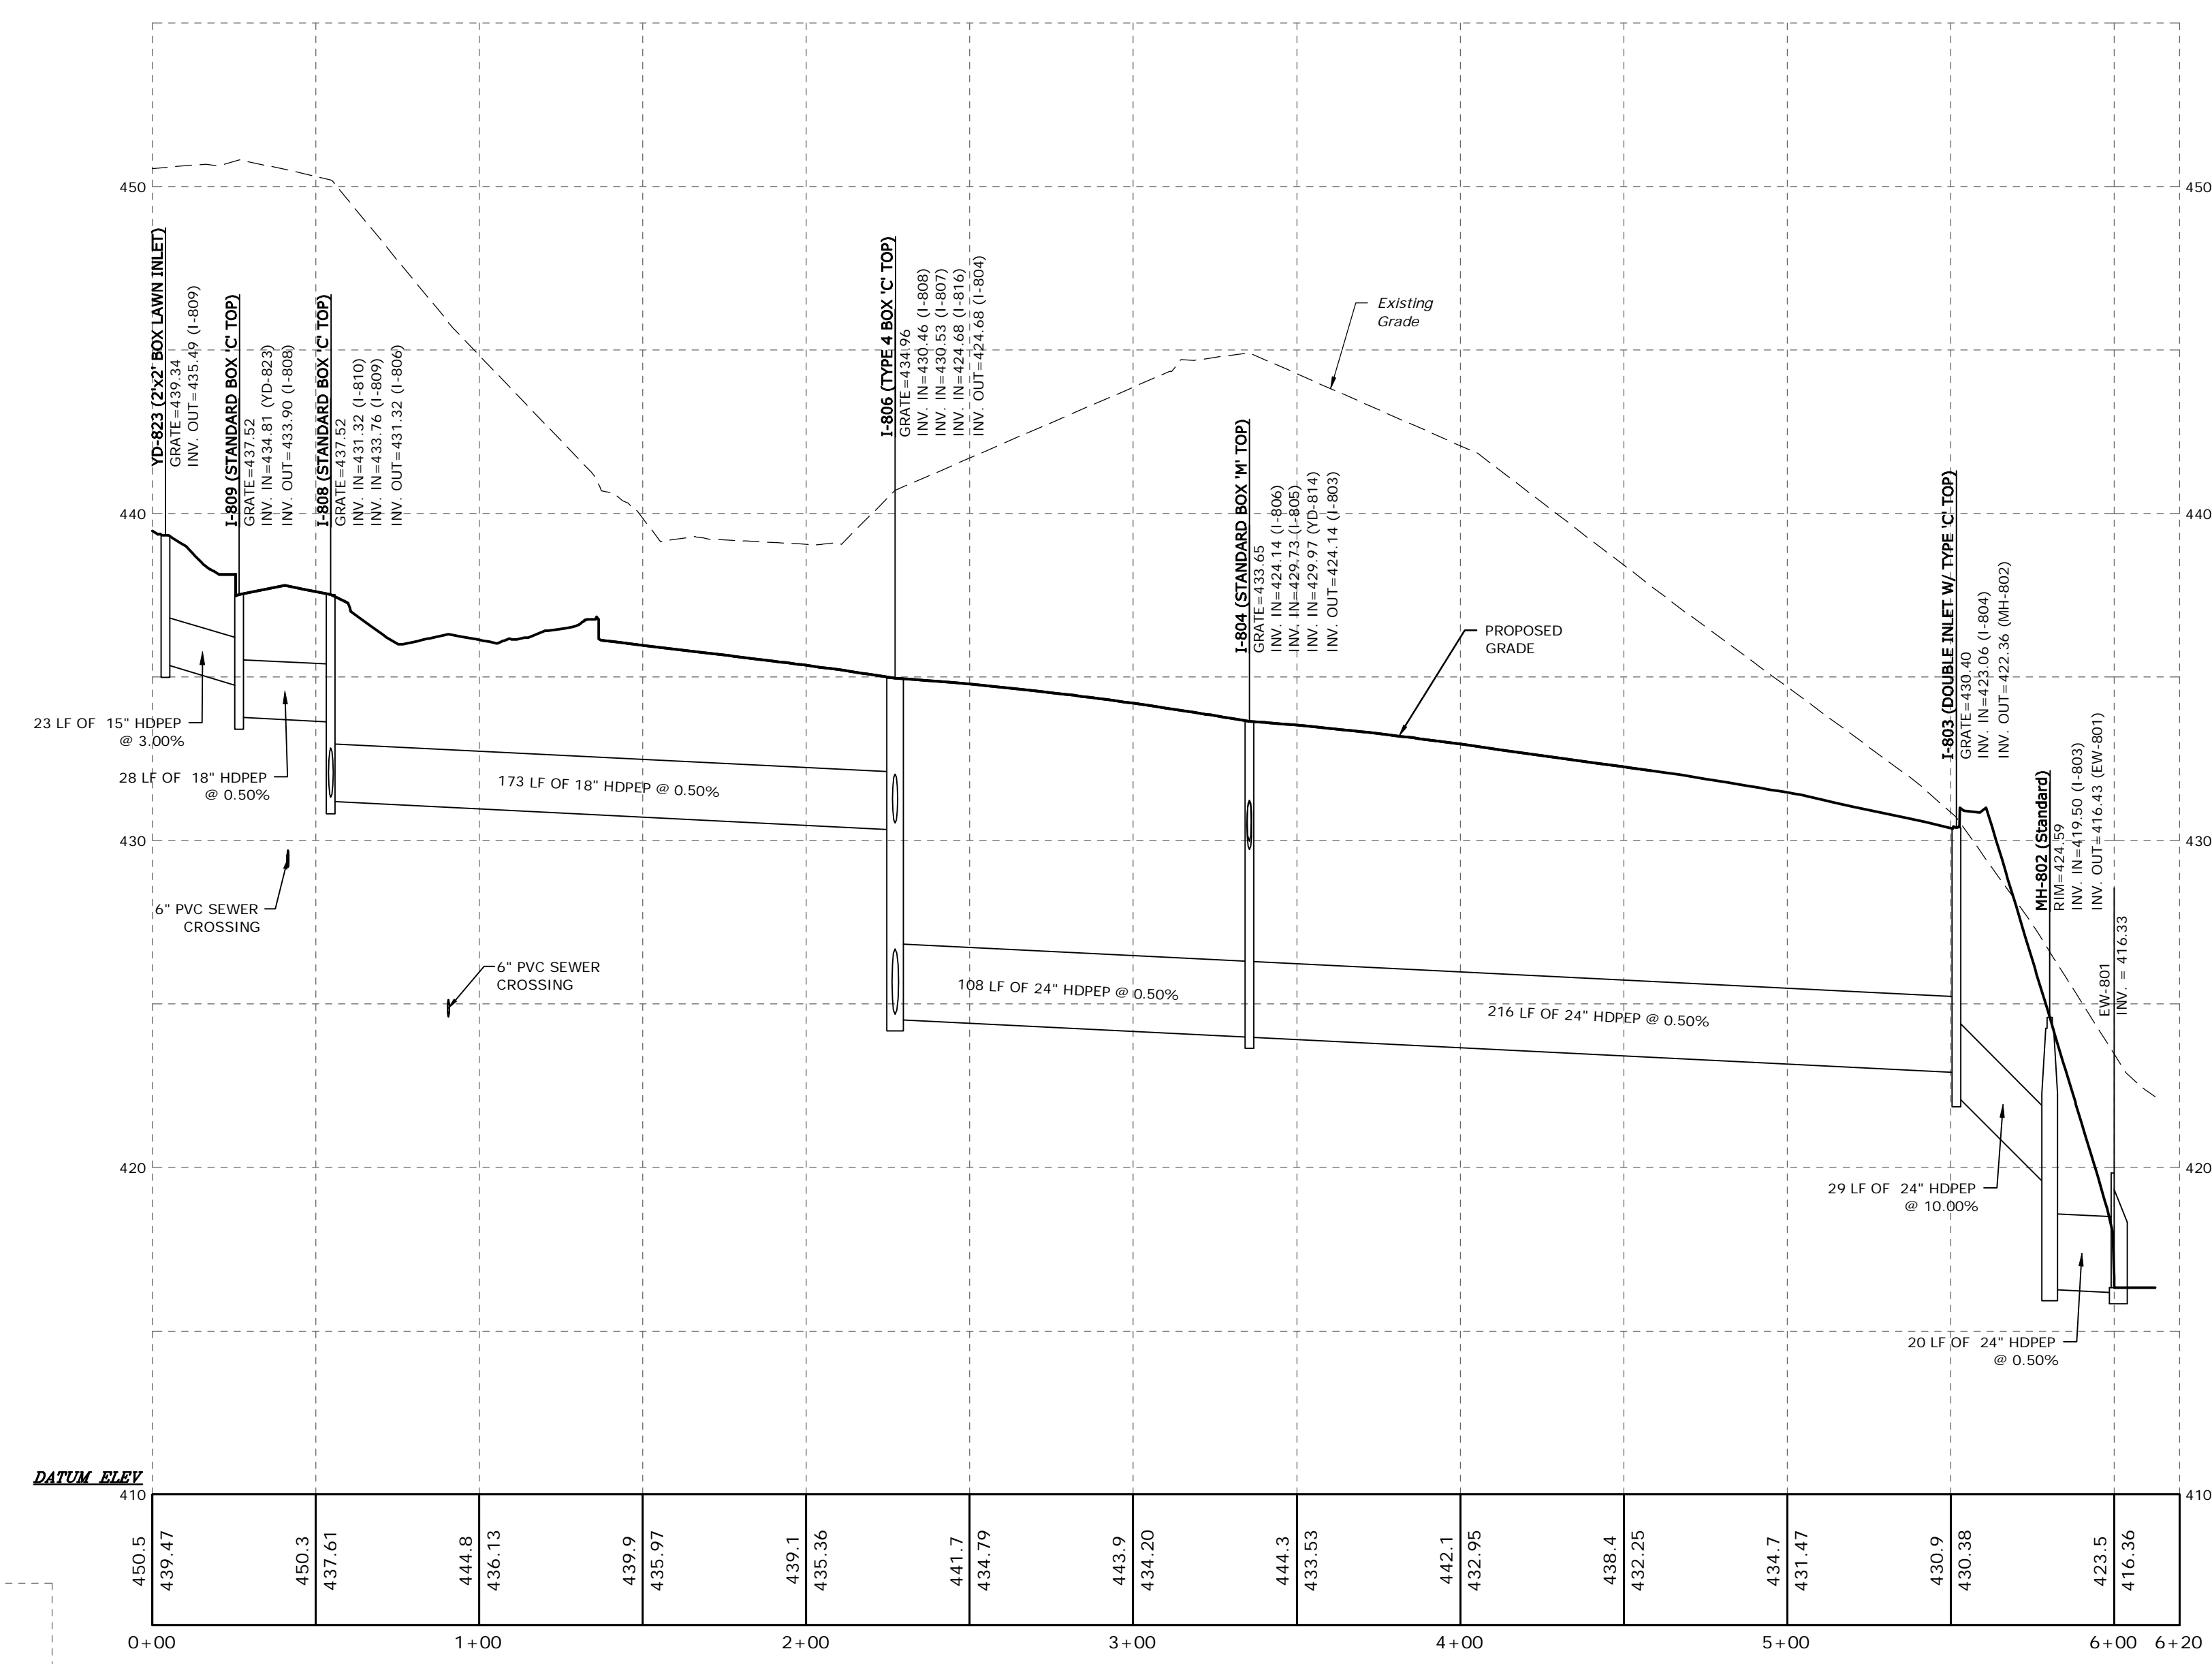 450
450
440
440
430
430
420
420
410
410
YD-823 (2'x2' BOX LAWN INLET)
GRATE=439.34
INV. OUT=435.49 (I-809)
I-809 (STANDARD BOX 'C' TOP)
GRATE=437.52
INV. IN=434.81 (YD-823)
INV. OUT=433.90 (I-808)
I-808 (STANDARD BOX 'C' TOP)
GRATE=437.52
INV. IN=431.32 (I-810)
INV. IN=433.76 (I-809)
INV. OUT=431.32 (I-806)
I-806 (TYPE 4 BOX 'C' TOP)
GRATE=434.96
INV. IN=430.46 (I-808)
INV. IN=430.53 (I-807)
INV. IN=424.68 (I-816)
INV. OUT=424.68 (I-804)
Existing
Grade
I-804 (STANDARD BOX 'M' TOP)
GRATE=433.65
INV. IN=424.14 (I-806)
INV. IN=429.73 (I-805)
INV. IN=429.97 (YD-814)
INV. OUT=424.14 (I-803)
PROPOSED
GRADE
I-803 (DOUBLE INLET W/ TYPE 'C' TOP)
GRATE=430.40
INV. IN=423.06 (I-804)
INV. OUT=422.36 (MH-802)
MH-802 (Standard)
RIM=424.59
INV. IN=419.50 (I-803)
INV. OUT=416.43 (EW-801)
EW-801
INV. = 416.33
23 LF OF 15" HDPEP
@ 3.00%
28 LF OF 18" HDPEP
@ 0.50%
173 LF OF 18" HDPEP @ 0.50%
6" PVC SEWER
CROSSING
6" PVC SEWER
CROSSING
108 LF OF 24" HDPEP @ 0.50%
216 LF OF 24" HDPEP @ 0.50%
29 LF OF 24" HDPEP
@ 10.00%
20 LF OF 24" HDPEP
@ 0.50%
DATUM ELEV
450.5
439.47
450.3
437.61
444.8
436.13
439.9
435.97
439.1
435.36
441.7
434.79
443.9
434.20
444.3
433.53
442.1
432.95
438.4
432.25
434.7
431.47
430.9
430.38
423.5
416.36
0+00 1+00 2+00 3+00 4+00 5+00 6+00 6+20